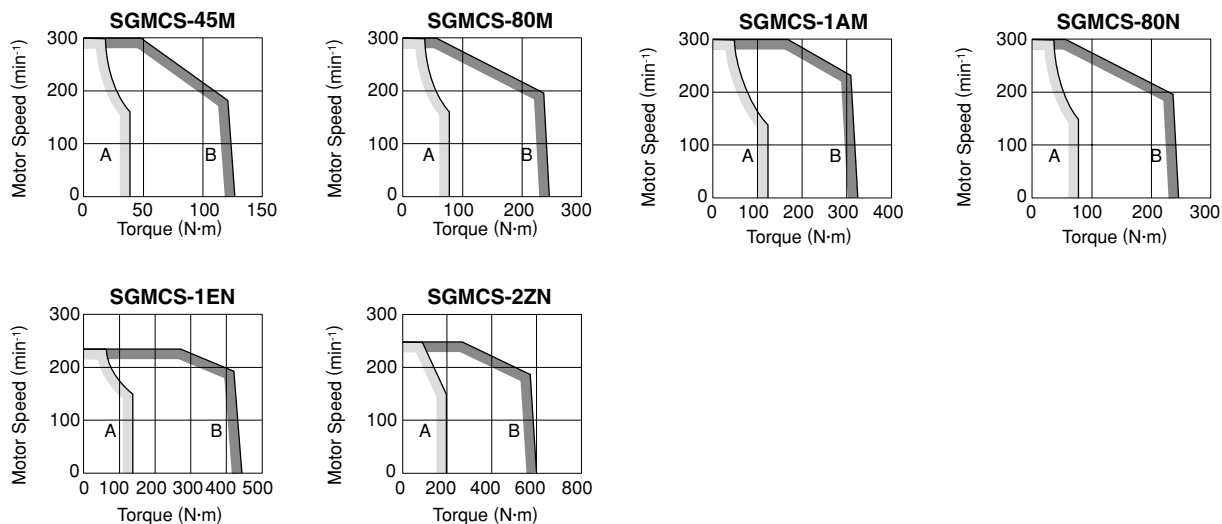 SGMCS-45M
Motor Speed (min⁻¹)
300
200
100
0
A
B
0 50 100 150
Torque (N·m)
SGMCS-80M
Motor Speed (min⁻¹)
300
200
100
0
A
B
0 100 200 300
Torque (N·m)
SGMCS-1AM
Motor Speed (min⁻¹)
300
200
100
0
A
B
0 100 200 300 400
Torque (N·m)
SGMCS-80N
Motor Speed (min⁻¹)
300
200
100
0
A
B
0 100 200 300
Torque (N·m)
SGMCS-1EN
Motor Speed (min⁻¹)
300
200
100
0
A
B
0 100 200 300 400 500
Torque (N·m)
SGMCS-2ZN
Motor Speed (min⁻¹)
300
200
100
0
A
B
0 200 400 600 800
Torque (N·m)